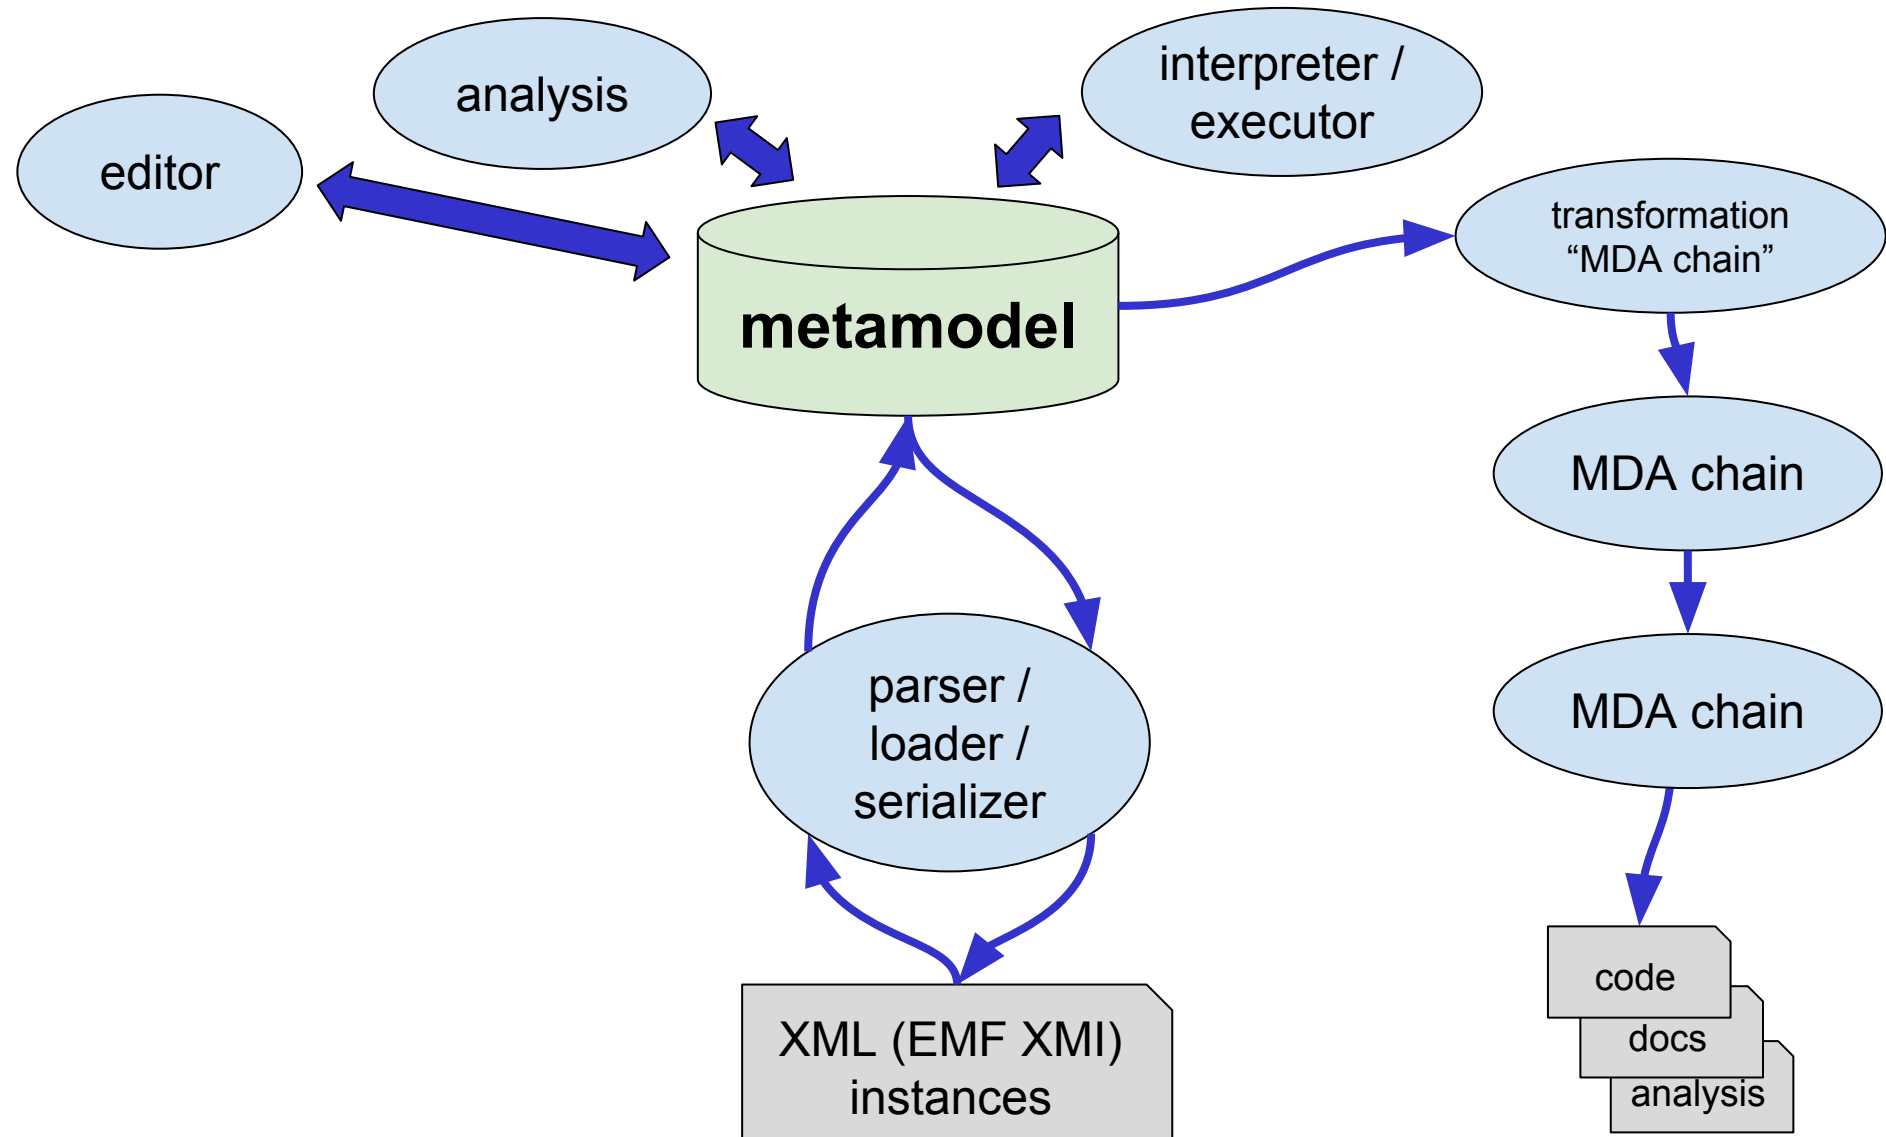 editor
analysis
interpreter /
executor
metamodel
transformation
“MDA chain”
MDA chain
MDA chain
parser /
loader /
serializer
XML (EMF XMI)
instances
code
docs
analysis